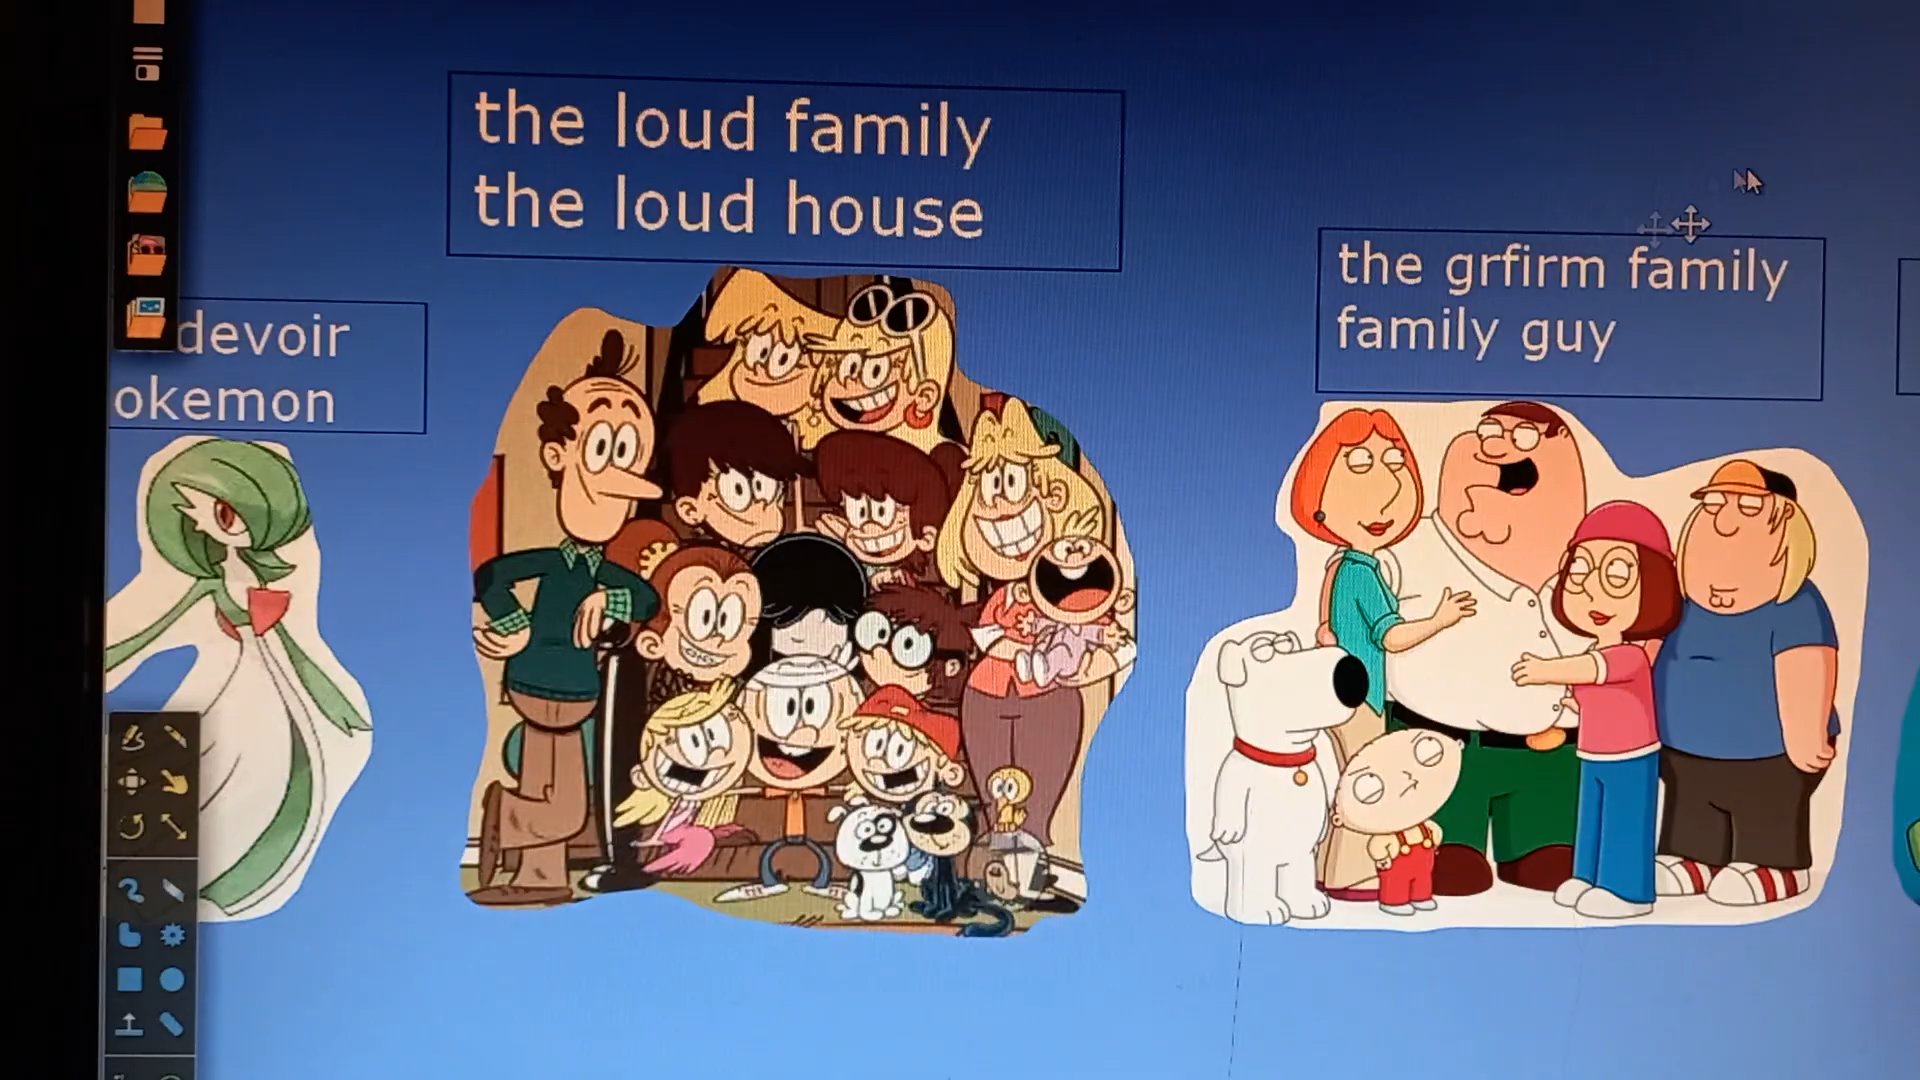 devoir
okemon
the loud family
the loud house
the grfirm family
family guy